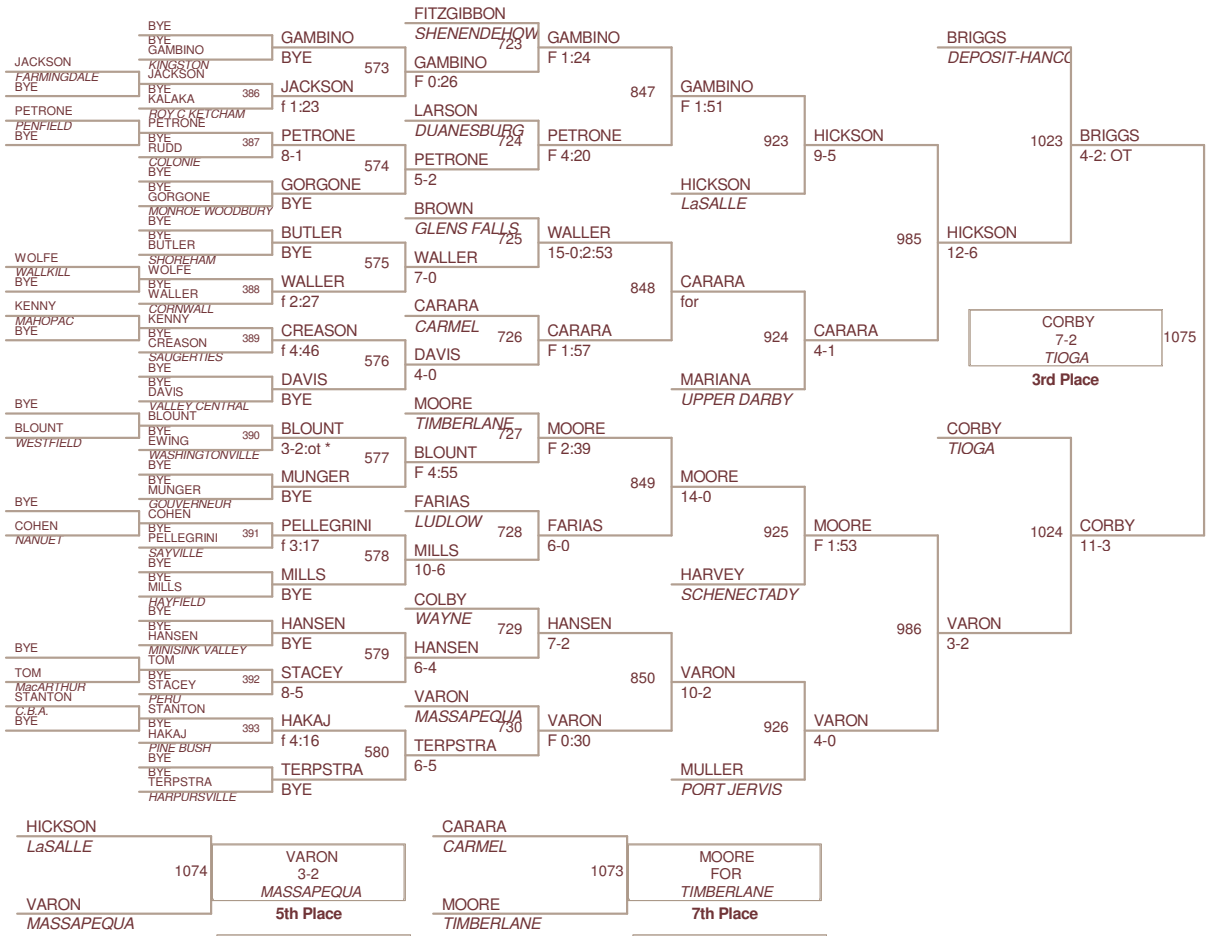 JACKSON
FARMINGDALE
BYE
PETRONE
PENFIELD
BYE
WOLFE
WALLKILL
BYE
KENNY
MAHOPAC
BYE
BYE
BLOUNT
WESTFIELD
BYE
COHEN
NANUET
BYE
TOM
MacARTHUR
STANTON
C.B.A.
BYE
BYE
BYE
GAMBINO
KINGSTON
JACKSON
BYE
KALAKA
386
ROY C KETCHAM
PETRONE
BYE
RUDD
387
COLONIE
BYE
BYE
GORGONE
MONROE WOODBURY
BYE
BYE
BUTLER
SHOREHAM
WOLFE
BYE
WALLER
388
CORNWALL
KENNY
BYE
CREASON
389
SAUGERTIES
BYE
BYE
DAVIS
VALLEY CENTRAL
BLOUNT
BYE
EWING
390
WASHINGTONVILLE
BYE
BYE
MUNGER
GOUVERNEUR
COHEN
BYE
PELLEGRINI
391
SAYVILLE
BYE
BYE
MILLS
HAYFIELD
BYE
BYE
HANSEN
MINISINK VALLEY
TOM
BYE
STACEY
392
PERU
STANTON
BYE
HAKAJ
393
PINE BUSH
BYE
BYE
TERPSTRA
HARPURSVILLE
GAMBINO
BYE
573
JACKSON
f 1:23
PETRONE
8-1
574
GORGONE
BYE
BUTLER
BYE
575
WALLER
f 2:27
CREASON
f 4:46
576
DAVIS
BYE
BLOUNT
3-2:ot *
577
MUNGER
BYE
PELLEGRINI
f 3:17
578
MILLS
BYE
HANSEN
BYE
579
STACEY
8-5
HAKAJ
f 4:16
580
TERPSTRA
BYE
FITZGIBBON
SHENENDEHOW
723
GAMBINO
F 0:26
LARSON
DUANESBURG
724
PETRONE
5-2
BROWN
GLENS FALLS
725
WALLER
7-0
CARARA
CARMEL
726
DAVIS
4-0
MOORE
TIMBERLANE
727
BLOUNT
F 4:55
FARIAS
LUDLOW
728
MILLS
10-6
COLBY
WAYNE
729
HANSEN
6-4
VARON
MASSAPEQUA
730
TERPSTRA
6-5
GAMBINO
F 1:24
847
PETRONE
F 4:20
WALLER
15-0;2:53
848
CARARA
F 1:57
MOORE
F 2:39
849
FARIAS
6-0
HANSEN
7-2
850
VARON
F 0:30
GAMBINO
F 1:51
923
HICKSON
LaSALLE
CARARA
for
924
MARIANA
UPPER DARBY
MOORE
14-0
925
HARVEY
SCHENECTADY
VARON
10-2
926
MULLER
PORT JERVIS
HICKSON
9-5
985
CARARA
4-1
MOORE
F 1:53
986
VARON
4-0
BRIGGS
DEPOSIT-HANCO
1023
HICKSON
12-6
CORBY
TIOGA
1024
VARON
3-2
BRIGGS
4-2: OT
CORBY
11-3
CORBY
7-2
TIOGA
1075
3rd Place
HICKSON
LaSALLE
1074
VARON
MASSAPEQUA
VARON
3-2
MASSAPEQUA
5th Place
CARARA
CARMEL
1073
MOORE
TIMBERLANE
MOORE
FOR
TIMBERLANE
7th Place